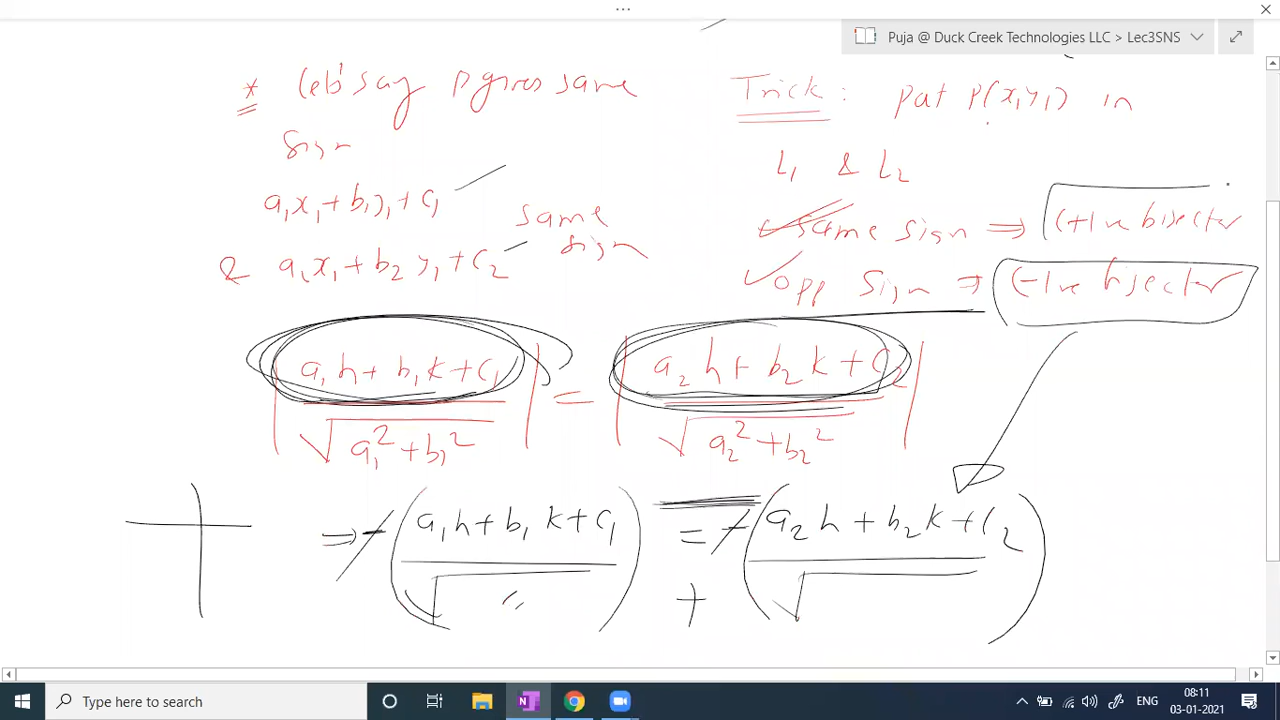 ...
Puja @ Duck Creek Technologies LLC > Lec3SNS
* let's say P gives same
sign
a₁x₁ + b₁y₁ + c₁
same
sign
& a₂x₁ + b₂y₁ + c₂
Trick : put P(x₁y₁) in
L₁ & L₂
same sign ⇒ (+)ve bisector
opp sign → (-)ve bisector
|a₁h + b₁k + c₁ / √a₁² + b₁²| = |a₂h + b₂k + c₂ / √a₂² + b₂²|
⇒ - (a₁h + b₁k + c₁ / √ ") = - (a₂h + b₂k + c₂ / √ )
+
Type here to search
ENG
08:11
03-01-2021